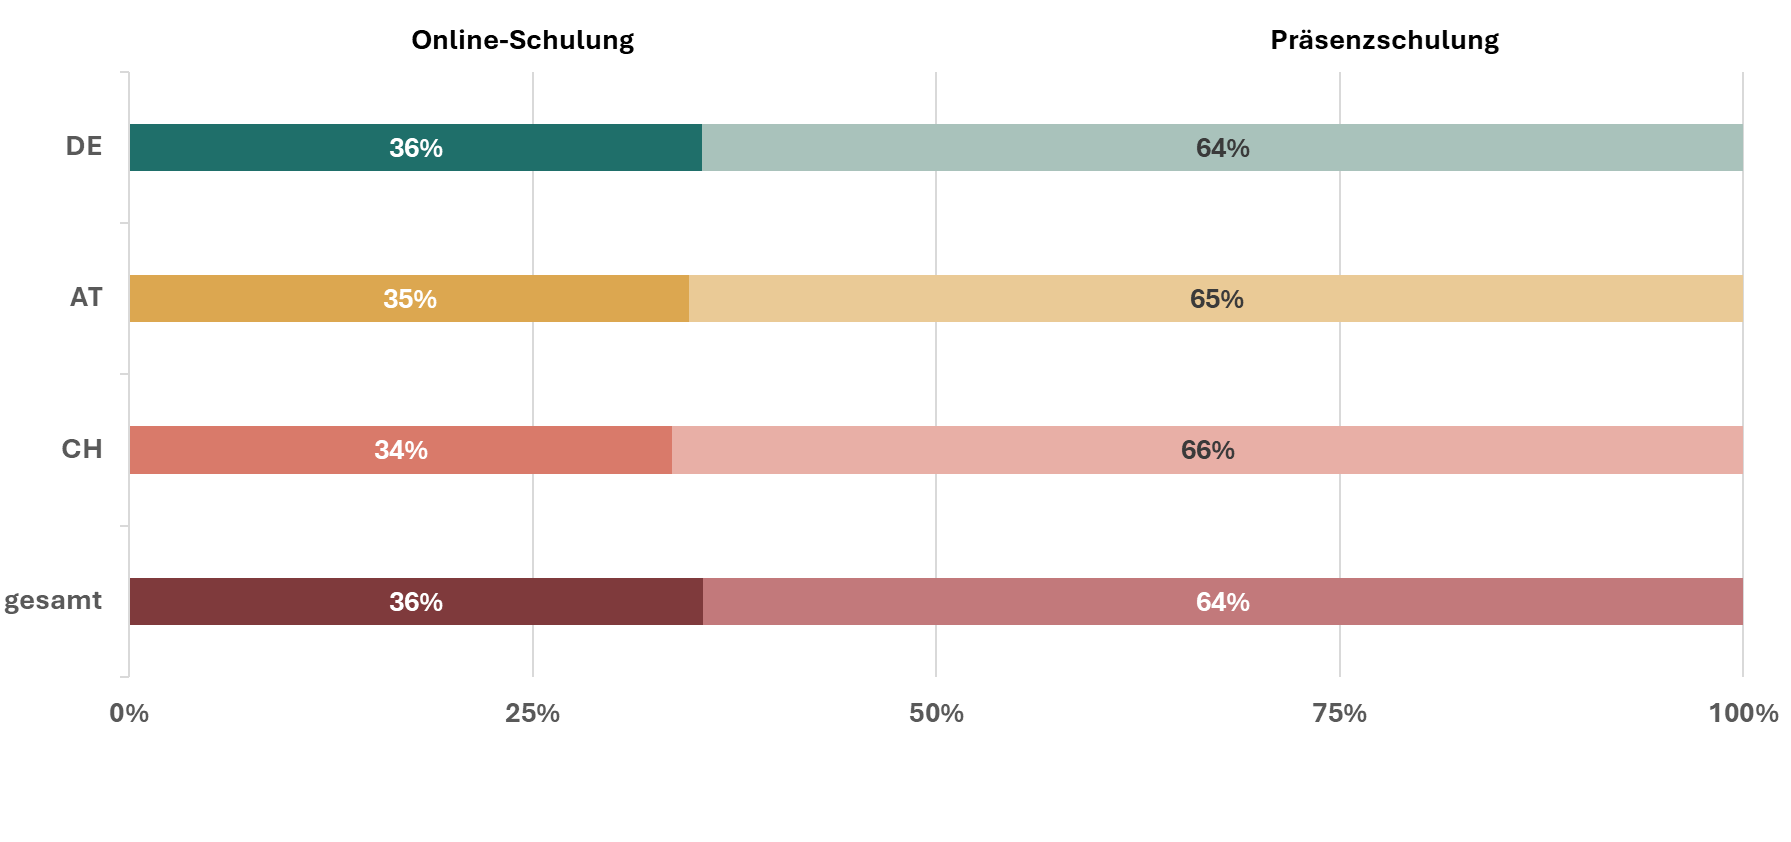 Online-Schulung Präsenzschulung
DE 36% 64%
AT 35% 65%
CH 34% 66%
gesamt 36% 64%
0% 25% 50% 75% 100%